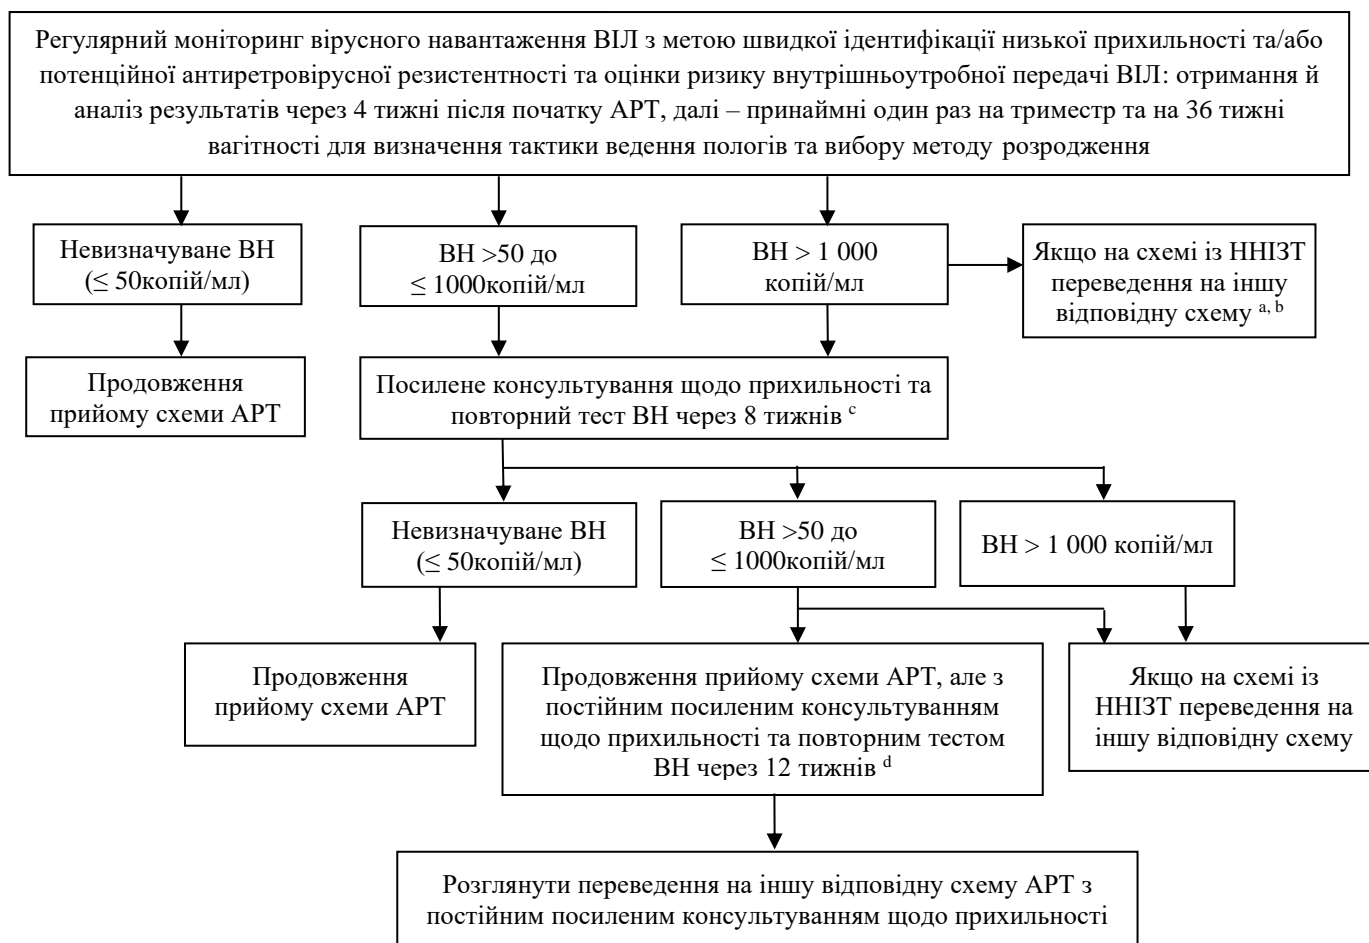 Регулярний моніторинг вірусного навантаження ВІЛ з метою швидкої ідентифікації низької прихильності та/або
потенційної антиретровірусної резистентності та оцінки ризику внутрішньоутробної передачі ВІЛ: отримання й
аналіз результатів через 4 тижні після початку АРТ, далі – принаймні один раз на триместр та на 36 тижні
вагітності для визначення тактики ведення пологів та вибору методу розродження
Невизначуване ВН
(≤ 50копій/мл)
ВН >50 до
≤ 1000копій/мл
ВН > 1 000
копій/мл
Якщо на схемі із ННІЗТ
переведення на іншу
відповідну схему a, b
Продовження
прийому схеми АРТ
Посилене консультування щодо прихильності та
повторний тест ВН через 8 тижнів c
Невизначуване ВН
(≤ 50копій/мл)
ВН >50 до
≤ 1000копій/мл
ВН > 1 000 копій/мл
Продовження
прийому схеми АРТ
Продовження прийому схеми АРТ, але з
постійним посиленим консультуванням
щодо прихильності та повторним тестом
ВН через 12 тижнів d
Якщо на схемі із
ННІЗТ переведення на
іншу відповідну схему
Розглянути переведення на іншу відповідну схему АРТ з
постійним посиленим консультуванням щодо прихильності